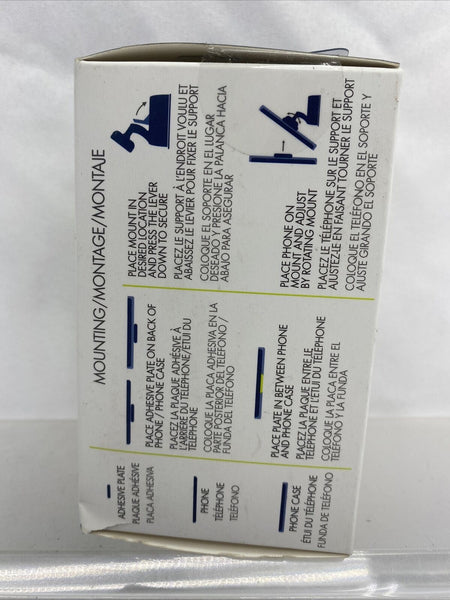 MOUNTING/MONTAGE/MONTAJE
ADHESIVE PLATE
PLAQUE ADHÉSIVE
PLACA ADHESIVA
PHONE
TÉLÉPHONE
TELÉFONO
PHONE CASE
ÉTUI DU TÉLÉPHONE
FUNDA DE TELÉFONO
PLACE ADHESIVE PLATE ON BACK OF
PHONE / PHONE CASE
PLACEZ LA PLAQUE ADHÉSIVE À
L'ARRIÈRE DU TÉLÉPHONE/ÉTUI DU
TÉLÉPHONE
COLOQUE LA PLACA ADHESIVA EN LA
PARTE POSTERIOR DEL TELÉFONO /
FUNDA DEL TELÉFONO
PLACE PLATE IN BETWEEN PHONE
AND PHONE CASE
PLACEZ LA PLAQUE ENTRE LE
TÉLÉPHONE ET L'ÉTUI DU TÉLÉPHONE
COLOQUE LA PLACA ENTRE EL
TELÉFONO Y LA FUNDA
PLACE MOUNT IN
DESIRED LOCATION
AND PRESS THE LEVER
DOWN TO SECURE
PLACEZ LE SUPPORT À L'ENDROIT VOULU ET
ABAISSEZ LE LEVIER POUR FIXER LE SUPPORT
COLOQUE EL SOPORTE EN EL LUGAR
DESEADO Y PRESIONE LA PALANCA HACIA
ABAJO PARA ASEGURAR
PLACE PHONE ON
MOUNT AND ADJUST
BY ROTATING MOUNT
PLACEZ LE TÉLÉPHONE SUR LE SUPPORT ET
AJUSTEZ-LE EN FAISANT TOURNER LE SUPPORT
COLOQUE EL TELÉFONO EN EL SOPORTE Y
AJUSTE GIRANDO EL SOPORTE